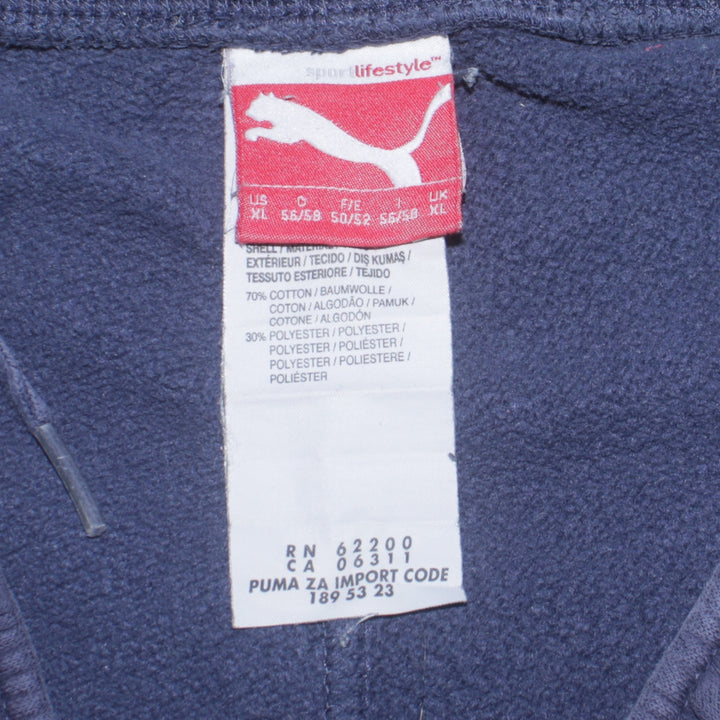 sportlifestyle™
US D F/E I UK
XL 56/58 50/52 56/58 XL
SHELL / MATERIAL
EXTÉRIEUR / TECIDO / DIŞ KUMAŞ /
TESSUTO ESTERIORE / TEJIDO
70% COTTON / BAUMWOLLE /
COTON / ALGODÃO / PAMUK /
COTONE / ALGODÓN
30% POLYESTER / POLYESTER /
POLYESTER / POLIÉSTER /
POLYESTER / POLIESTERE /
POLIÉSTER
RN 62200
CA 06311
PUMA ZA IMPORT CODE
189 53 23